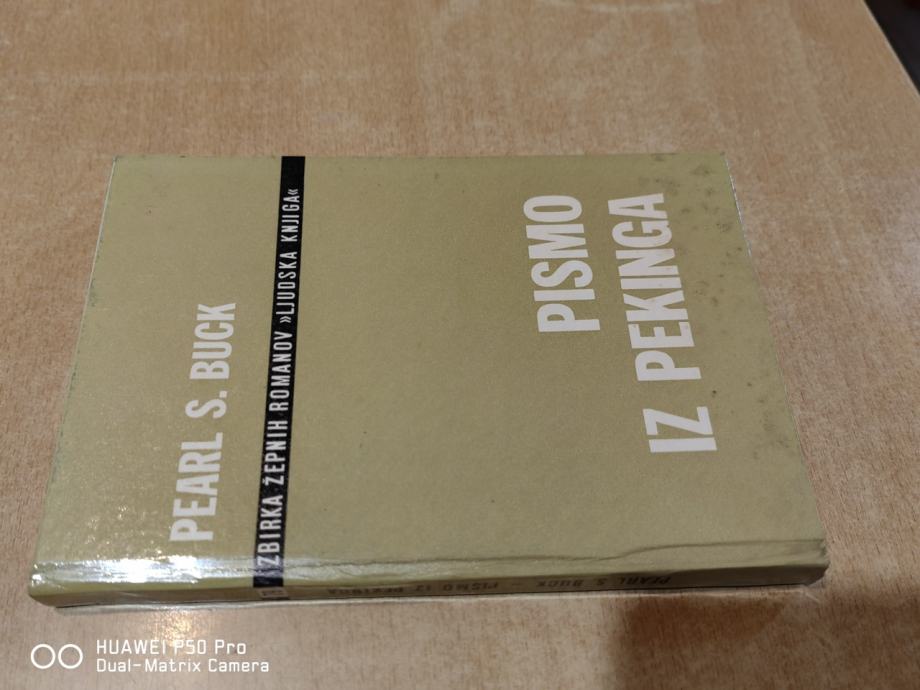 PEARL S. BUCK
ZBIRKA ŽEPNIH ROMANOV »LJUDSKA KNJIGA«
PISMO
IZ PEKINGA
PEARL S. BUCK — PISMO IZ PEKINGA
HUAWEI P50 Pro
Dual-Matrix Camera